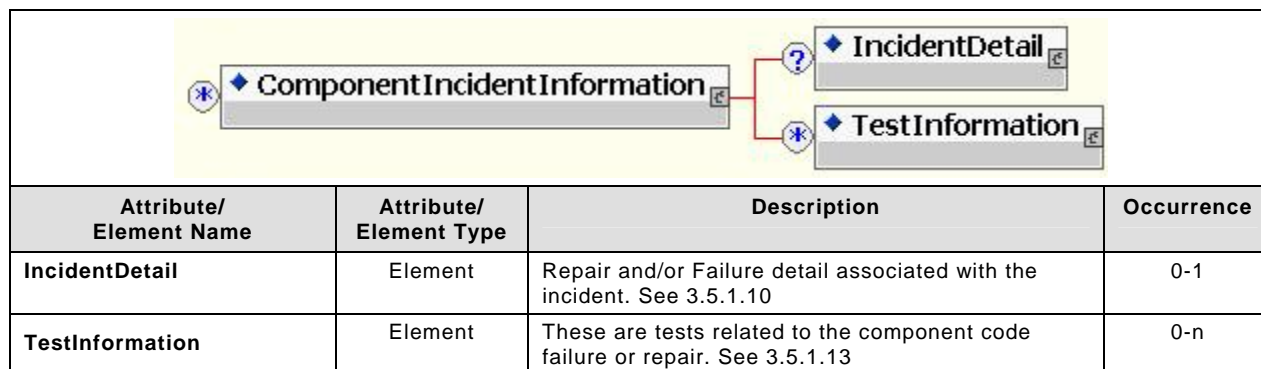 ComponentIncidentInformation
? IncidentDetail
* TestInformation
Attribute/ Element Name
Attribute/ Element Type
Description
Occurrence
IncidentDetail
Element
Repair and/or Failure detail associated with the
incident. See 3.5.1.10
0-1
TestInformation
Element
These are tests related to the component code
failure or repair. See 3.5.1.13
0-n